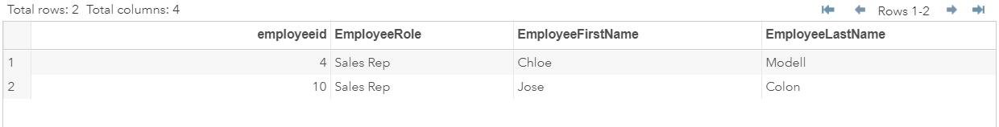 Total rows: 2 Total columns: 4 Rows 1-2
employeeid EmployeeRole EmployeeFirstName EmployeeLastName
1 4 Sales Rep Chloe Modell
2 10 Sales Rep Jose Colon